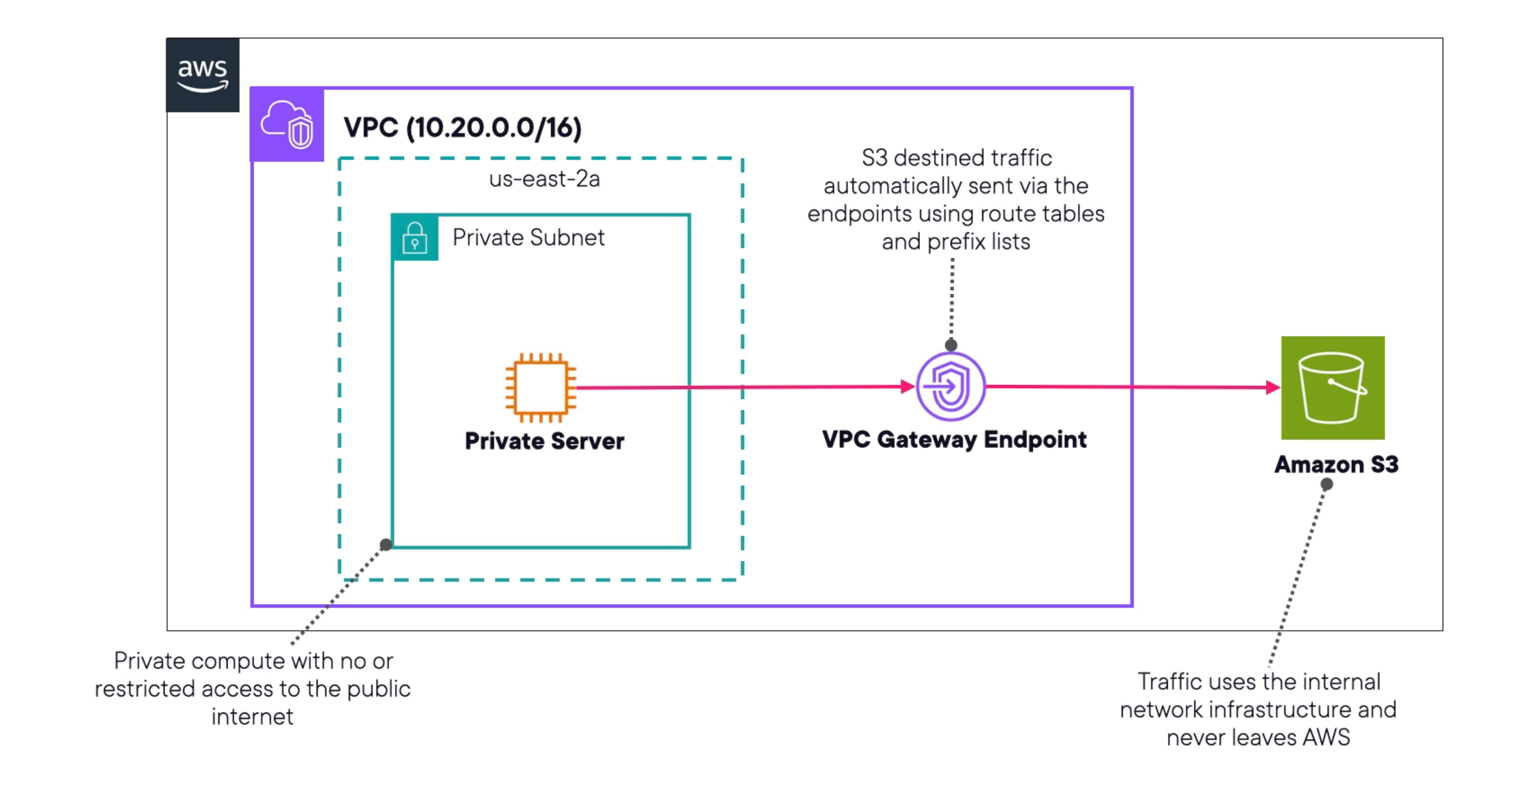 aws
VPC (10.20.0.0/16)
us-east-2a
Private Subnet
Private Server
S3 destined traffic
automatically sent via the
endpoints using route tables
and prefix lists
VPC Gateway Endpoint
Amazon S3
Private compute with no or
restricted access to the public
internet
Traffic uses the internal
network infrastructure and
never leaves AWS